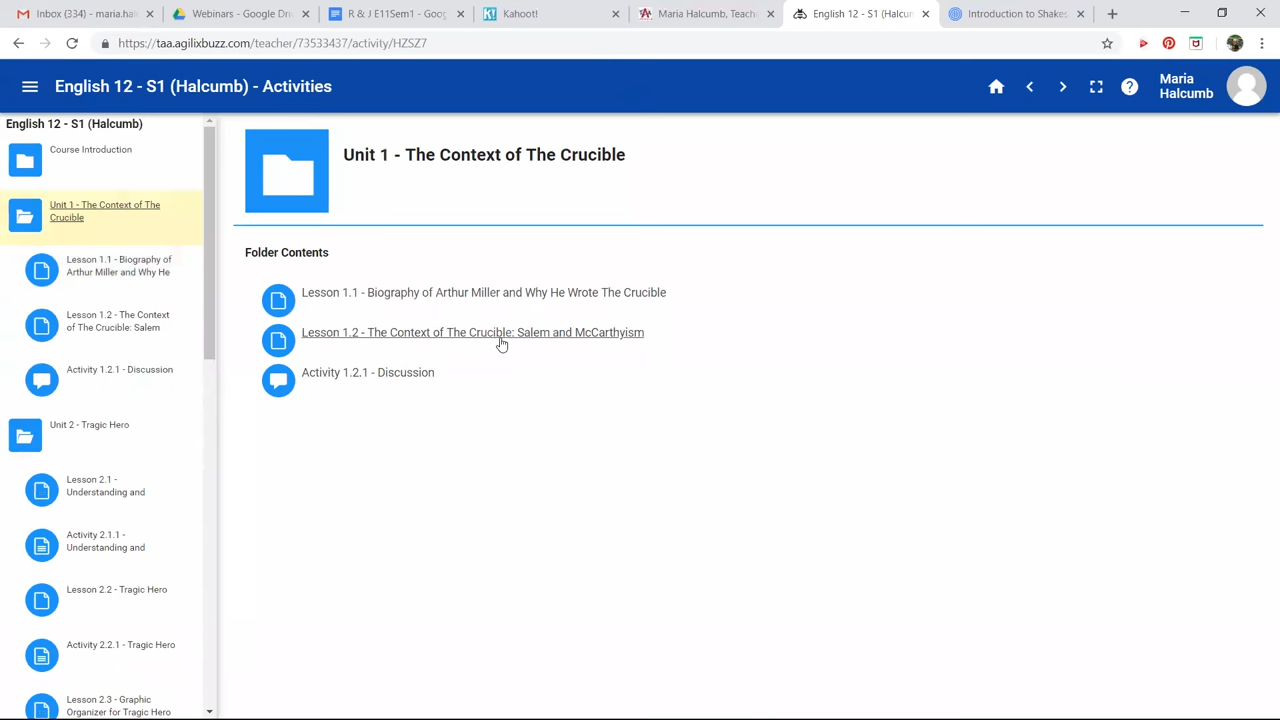 Inbox (334) - maria.hal
Webinars - Google Dri
R & J E11Sem1 - Goog
Kahoot!
Maria Halcumb, Teache
English 12 - S1 (Halcun
Introduction to Shakes
https://taa.agilixbuzz.com/teacher/73533437/activity/HZSZ7
English 12 - S1 (Halcumb) - Activities
Maria
Halcumb
English 12 - S1 (Halcumb)
Course Introduction
Unit 1 - The Context of The
Crucible
Lesson 1.1 - Biography of
Arthur Miller and Why He
Lesson 1.2 - The Context
of The Crucible: Salem
Activity 1.2.1 - Discussion
Unit 2 - Tragic Hero
Lesson 2.1 -
Understanding and
Activity 2.1.1 -
Understanding and
Lesson 2.2 - Tragic Hero
Activity 2.2.1 - Tragic Hero
Lesson 2.3 - Graphic
Organizer for Tragic Hero
Unit 1 - The Context of The Crucible
Folder Contents
Lesson 1.1 - Biography of Arthur Miller and Why He Wrote The Crucible
Lesson 1.2 - The Context of The Crucible: Salem and McCarthyism
Activity 1.2.1 - Discussion